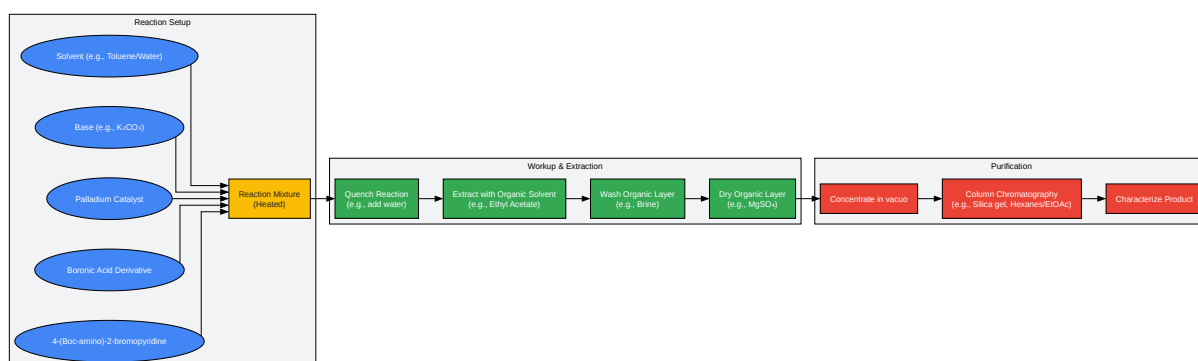 Reaction Setup
Solvent (e.g., Toluene/Water)
Base (e.g., K₂CO₃)
Palladium Catalyst
Boronic Acid Derivative
4-(Boc-amino)-2-bromopyridine
Reaction Mixture
(Heated)
Workup & Extraction
Quench Reaction
(e.g., add water)
Extract with Organic Solvent
(e.g., Ethyl Acetate)
Wash Organic Layer
(e.g., Brine)
Dry Organic Layer
(e.g., MgSO₄)
Purification
Concentrate in vacuo
Column Chromatography
(e.g., Silica gel, Hexanes/EtOAc)
Characterize Product